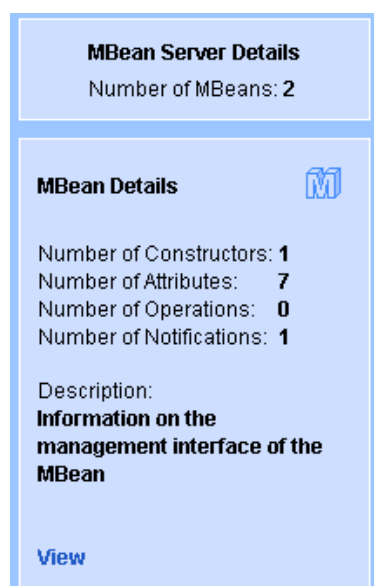 MBean Server Details
Number of MBeans: 2
MBean Details
M
Number of Constructors: 1
Number of Attributes: 7
Number of Operations: 0
Number of Notifications: 1
Description:
Information on the
management interface of the
MBean
View